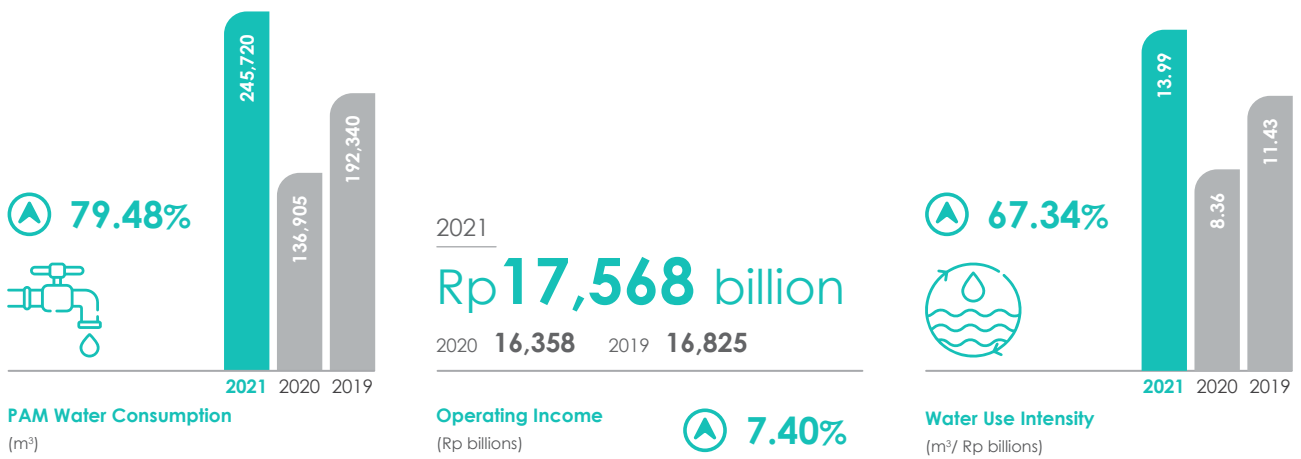 245,720
136,905
192,340
79.48%
2021 2020 2019
PAM Water Consumption
(m³)
2021
Rp17,568 billion
2020 16,358 2019 16,825
Operating Income
(Rp billions)
7.40%
13.99
8.36
11.43
67.34%
2021 2020 2019
Water Use Intensity
(m³/ Rp billions)